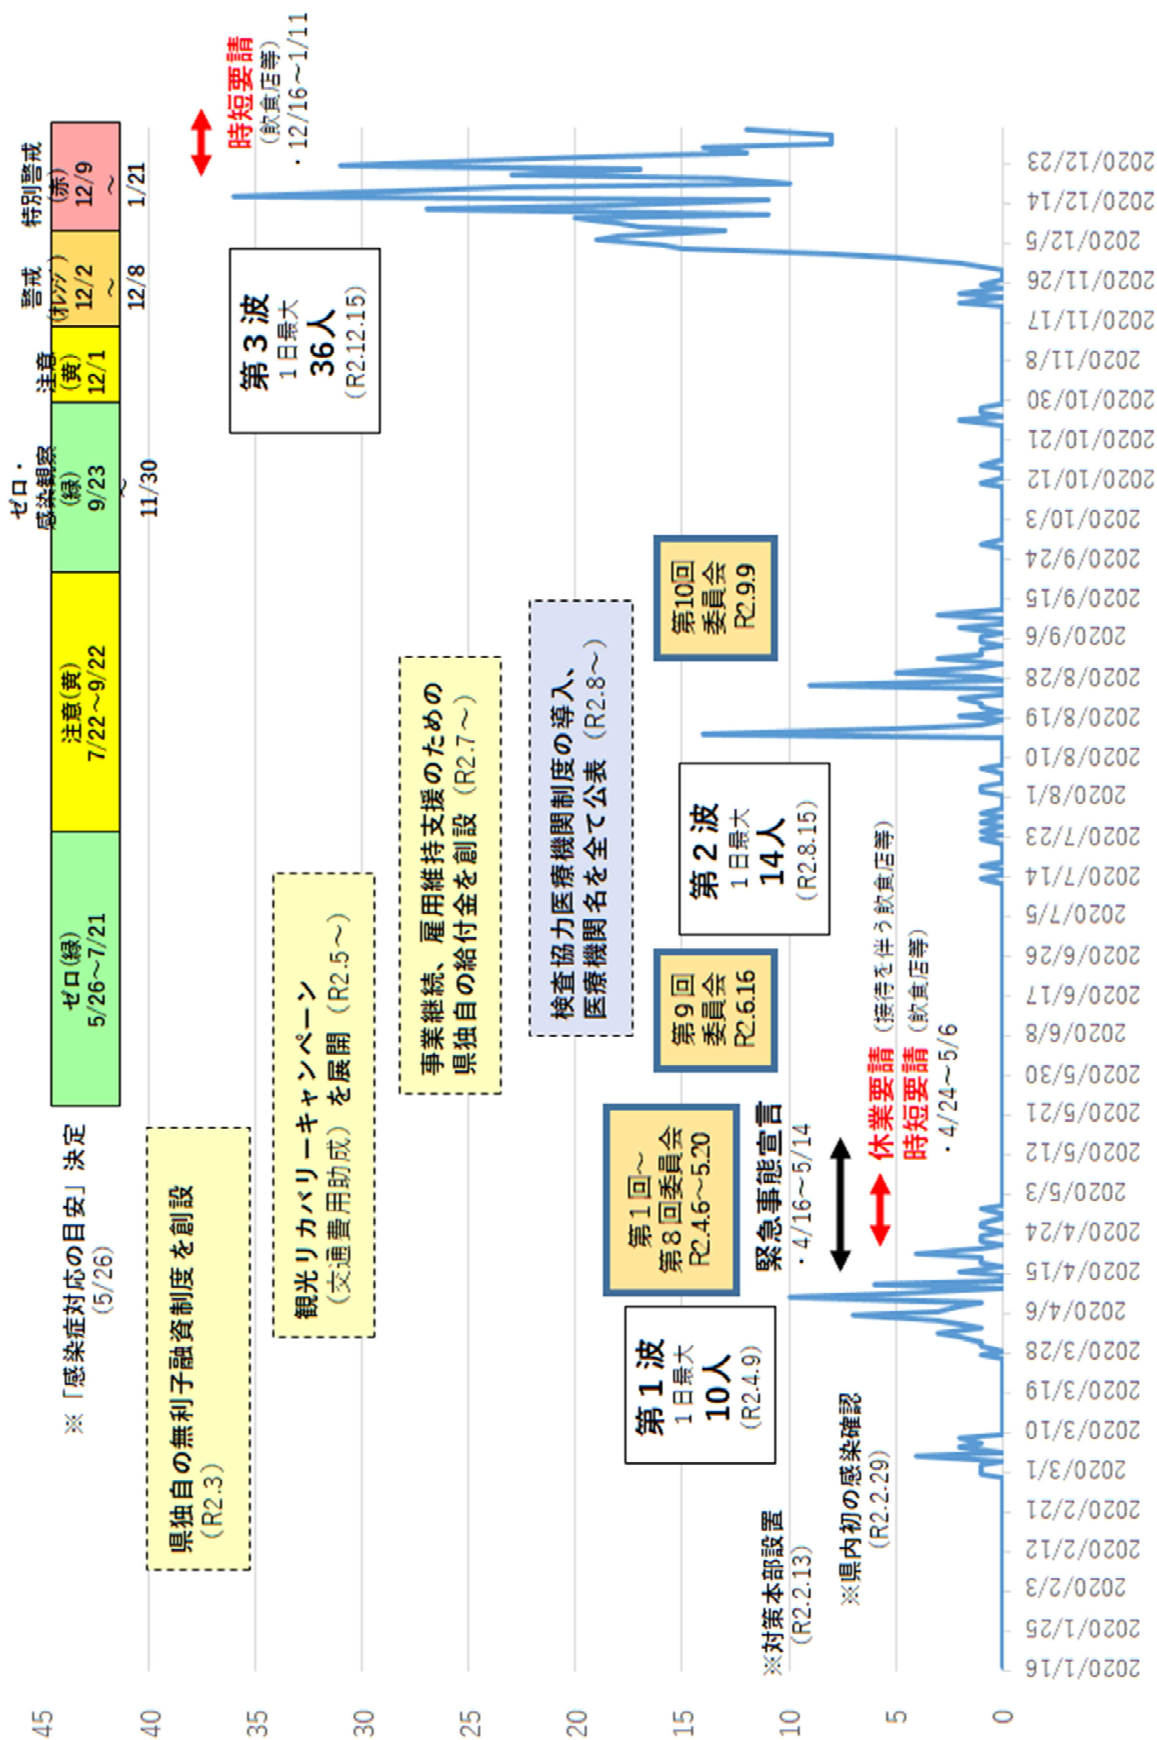 ゼロ(緑)
5/26～7/21
注意(黄)
7/22～9/22
ゼロ・
感染観察
(緑)
9/23
～
11/30
注意
(黄)
12/1
警戒
(オレンジ)
12/2
～
12/8
特別警戒
(赤)
12/9
～
1/21
※「感染症対応の目安」決定
(5/26)
時短要請
(飲食店等)
・12/16～1/11
県独自の無利子融資制度を創設
(R2.3)
観光リカバリーキャンペーン
(交通費用助成)を展開(R2.5～)
事業継続、雇用維持支援のための
県独自の給付金を創設(R2.7～)
検査協力医療機関制度の導入、
医療機関名を全て公表(R2.8～)
第３波
１日最大
36人
(R2.12.15)
第１回～
第８回委員会
R2.4.6～5.20
第９回
委員会
R2.6.16
第10回
委員会
R2.9.9
第１波
１日最大
10人
(R2.4.9)
第２波
１日最大
14人
(R2.8.15)
緊急事態宣言
・4/16～5/14
休業要請(接待を伴う飲食店等)
時短要請(飲食店等)
・4/24～5/6
※対策本部設置
(R2.2.13)
※県内初の感染確認
(R2.2.29)
45
40
35
30
25
20
15
10
5
0
2020/1/16
2020/1/25
2020/2/3
2020/2/12
2020/2/21
2020/3/1
2020/3/10
2020/3/19
2020/3/28
2020/4/6
2020/4/15
2020/4/24
2020/5/3
2020/5/12
2020/5/21
2020/5/30
2020/6/8
2020/6/17
2020/6/26
2020/7/5
2020/7/14
2020/7/23
2020/8/1
2020/8/10
2020/8/19
2020/8/28
2020/9/6
2020/9/15
2020/9/24
2020/10/3
2020/10/12
2020/10/21
2020/10/30
2020/11/8
2020/11/17
2020/11/26
2020/12/5
2020/12/14
2020/12/23